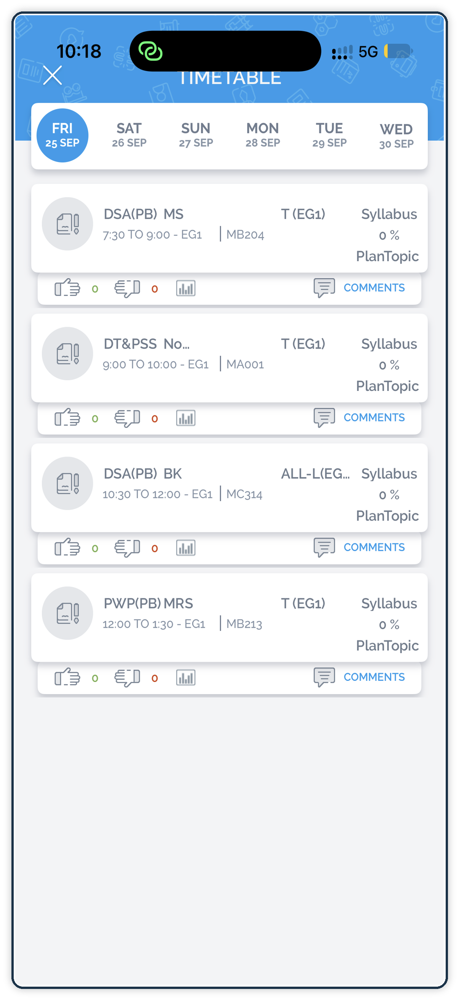 10:18
5G
TIMETABLE
FRI SAT SUN MON TUE WED
25 SEP 26 SEP 27 SEP 28 SEP 29 SEP 30 SEP
DSA(PB) MS T (EG1) Syllabus
7:30 TO 9:00 - EG1 | MB204 0 %
PlanTopic
0 0 COMMENTS
DT&PSS No... T (EG1) Syllabus
9:00 TO 10:00 - EG1 | MA001 0 %
PlanTopic
0 0 COMMENTS
DSA(PB) BK ALL-L(EG... Syllabus
10:30 TO 12:00 - EG1 | MC314 0 %
PlanTopic
0 0 COMMENTS
PWP(PB) MRS T (EG1) Syllabus
12:00 TO 1:30 - EG1 | MB213 0 %
PlanTopic
0 0 COMMENTS